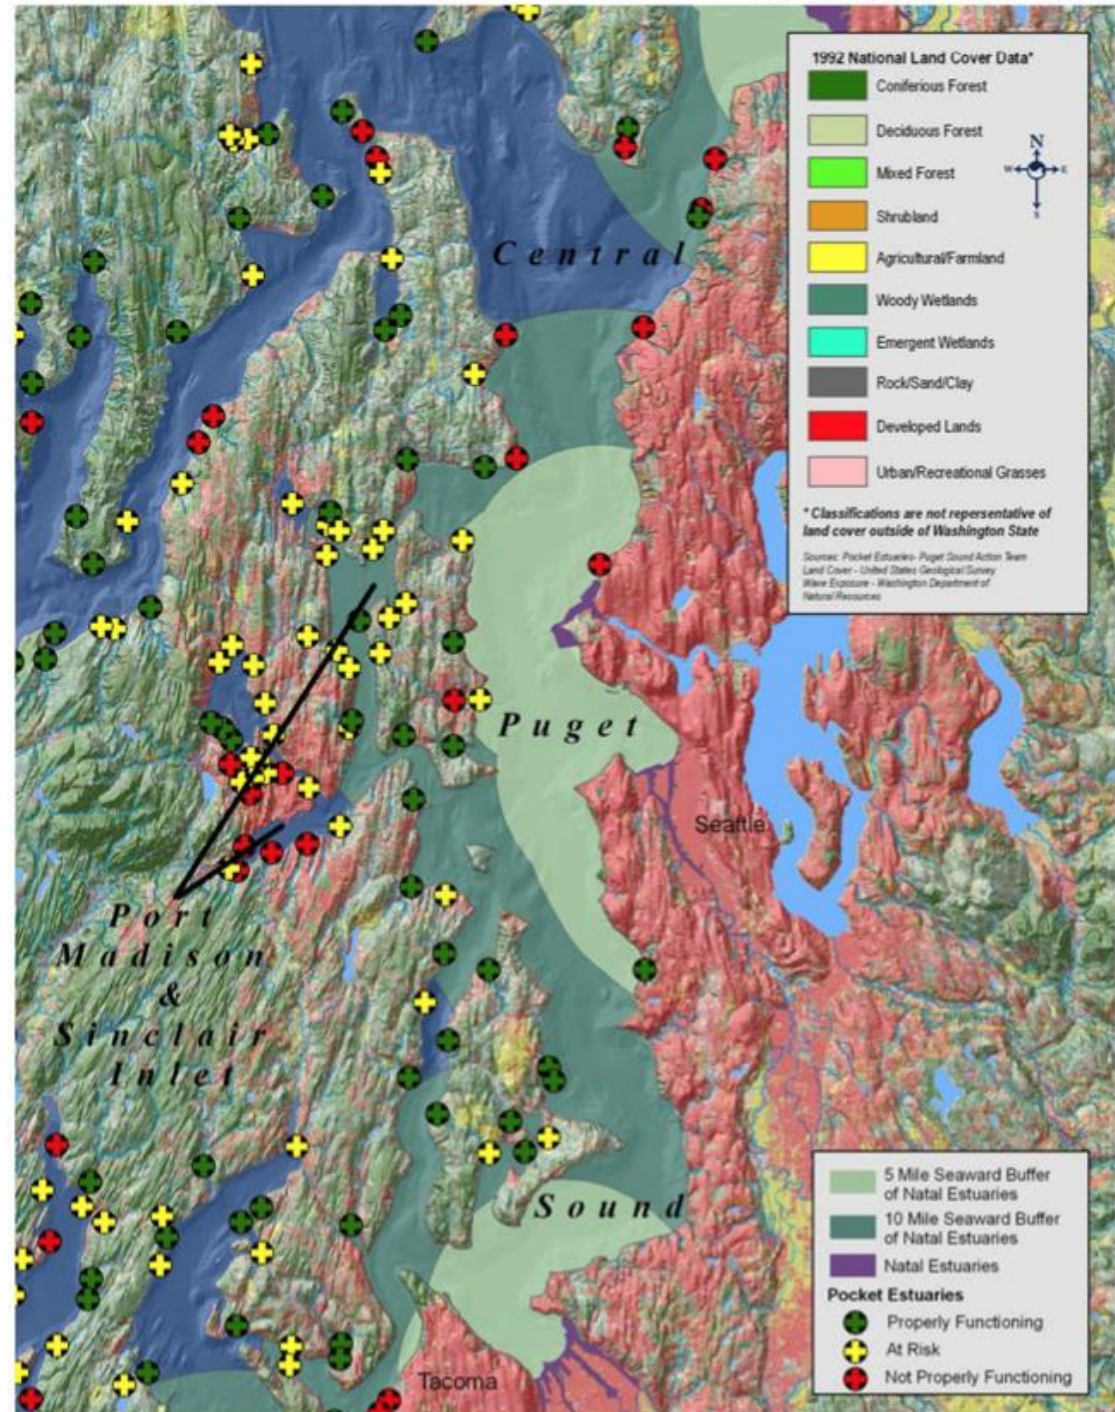 1992 National Land Cover Data*
Coniferious Forest
Deciduous Forest
Mixed Forest
Shrubland
Agricultural/Farmland
Woody Wetlands
Emergent Wetlands
Rock/Sand/Clay
Developed Lands
Urban/Recreational Grasses
* Classifications are not representative of
land cover outside of Washington State
Sources: Pocket Estuaries- Puget Sound Action Team
Land Cover - United States Geological Survey
Wave Exposure - Washington Department of
Natural Resources
N
W
E
S
Central
Puget
Seattle
Port
Madison
&
Sinclair
Inlet
Sound
Tacoma
5 Mile Seaward Buffer
of Natal Estuaries
10 Mile Seaward Buffer
of Natal Estuaries
Natal Estuaries
Pocket Estuaries
Properly Functioning
At Risk
Not Properly Functioning